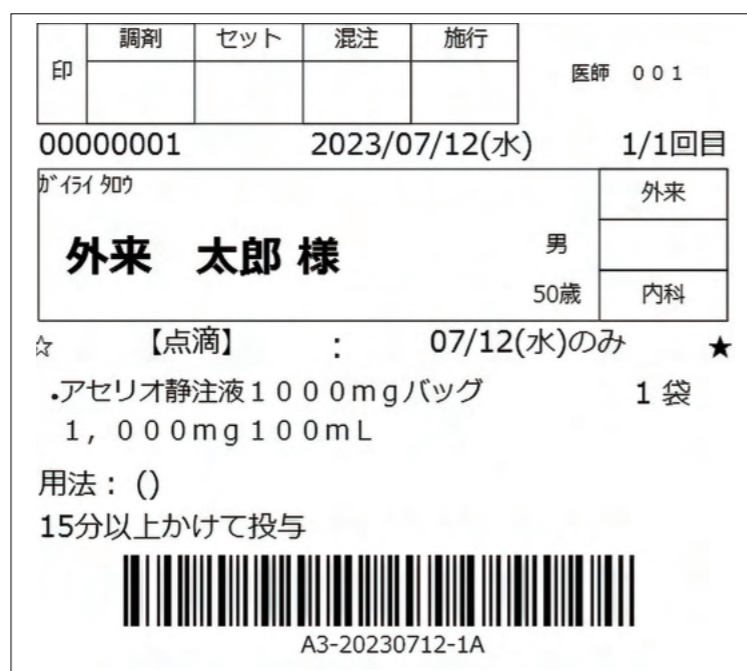 調剤 セット 混注 施行
印
医師 ００１
00000001 2023/07/12(水) 1/1回目
ｶﾞｲﾗｲ ﾀﾛｳ
外来
外来 太郎 様 男
50歳 内科
☆ 【点滴】 : 07/12(水)のみ ★
.アセリオ静注液１０００ｍｇバッグ 1 袋
１，０００ｍｇ１００ｍＬ
用法： ()
15分以上かけて投与
A3-20230712-1A